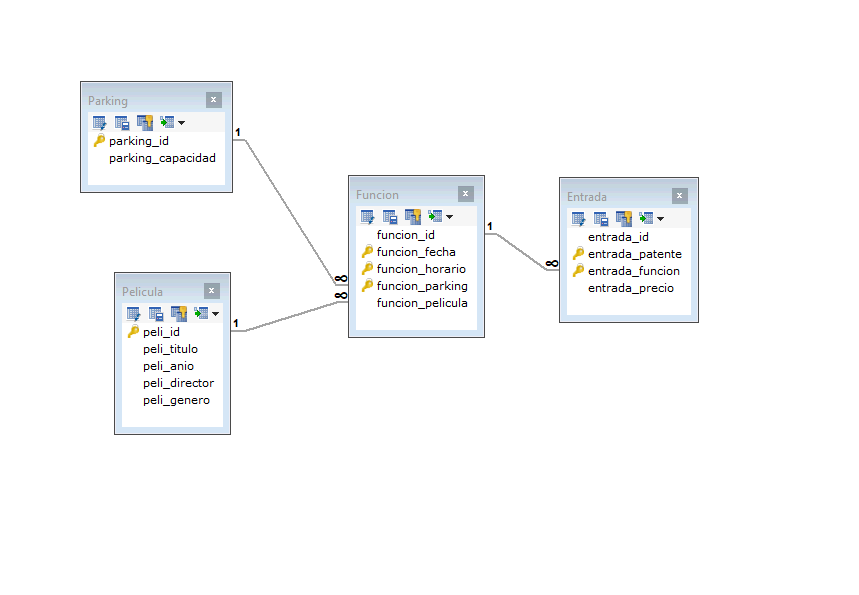 Parking
parking_id
parking_capacidad
1
Pelicula
peli_id
peli_titulo
peli_anio
peli_director
peli_genero
1
Funcion
funcion_id
funcion_fecha
funcion_horario
funcion_parking
funcion_pelicula
∞
∞
1
Entrada
entrada_id
entrada_patente
entrada_funcion
entrada_precio
∞